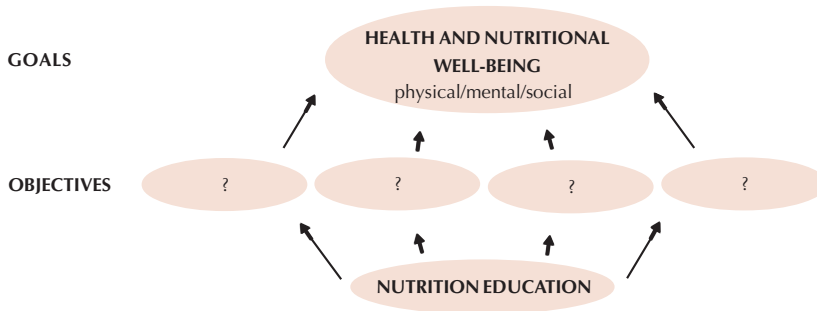 HEALTH AND NUTRITIONAL
WELL-BEING
GOALS
physical/mental/social
OBJECTIVES
?
?
?
?
NUTRITION EDUCATION